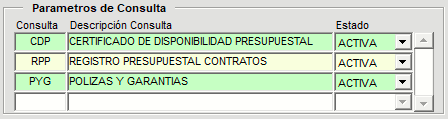 Parametros de Consulta
Consulta Descripción Consulta Estado
CDP CERTIFICADO DE DISPONIBILIDAD PRESUPUESTAL ACTIVA
RPP REGISTRO PRESUPUESTAL CONTRATOS ACTIVA
PYG POLIZAS Y GARANTIAS ACTIVA